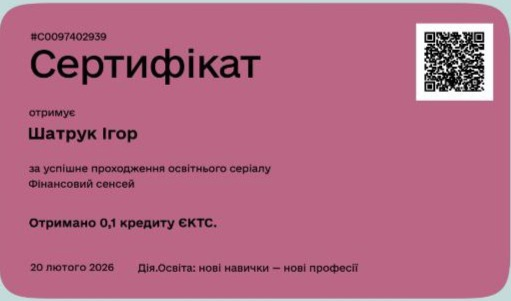 #C0097402939
Сертифікат
отримує
Шатрук Ігор
за успішне проходження освітнього серіалу
Фінансовий сенсей
Отримано 0,1 кредиту ЄКТС.
20 лютого 2026 Дія.Освіта: нові навички — нові професії